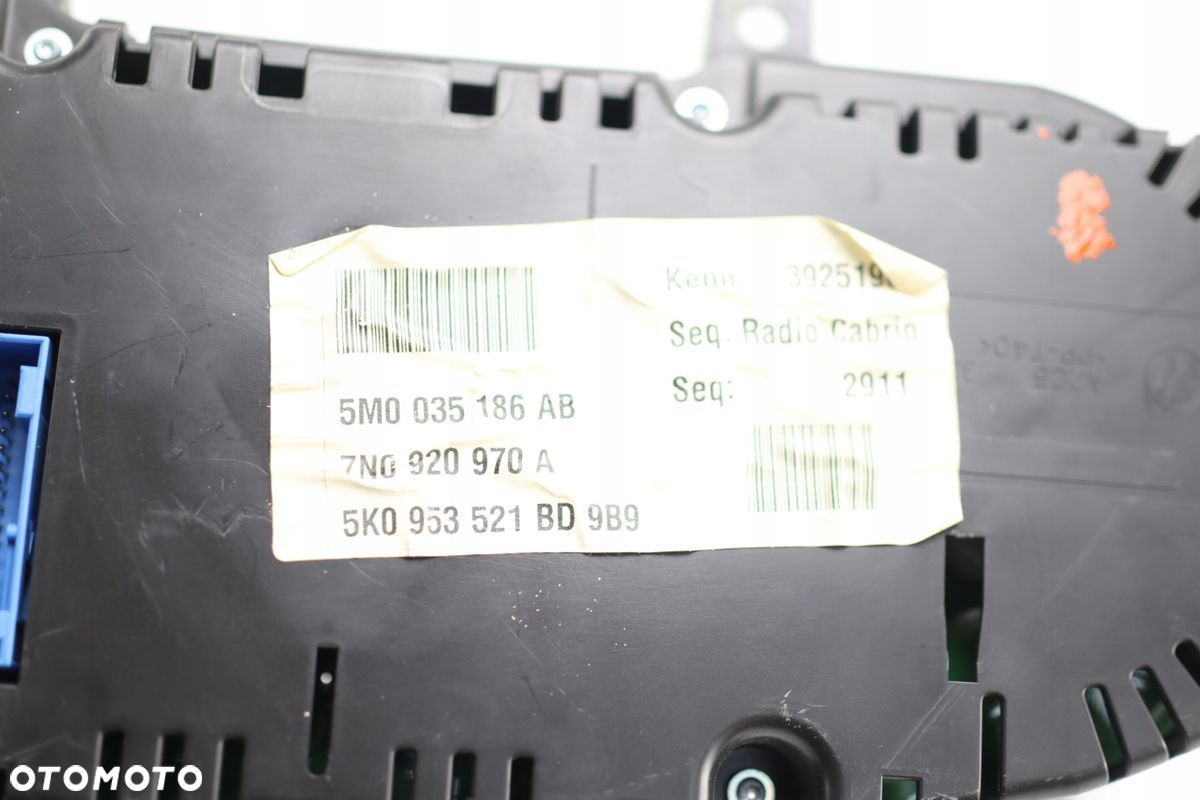 Kenn. 392519
Seq. Radio Cabrio
Seq: 2911
5M0 035 186 AB
7N0 920 970 A
5K0 953 521 BD 9B9
OTOMOTO